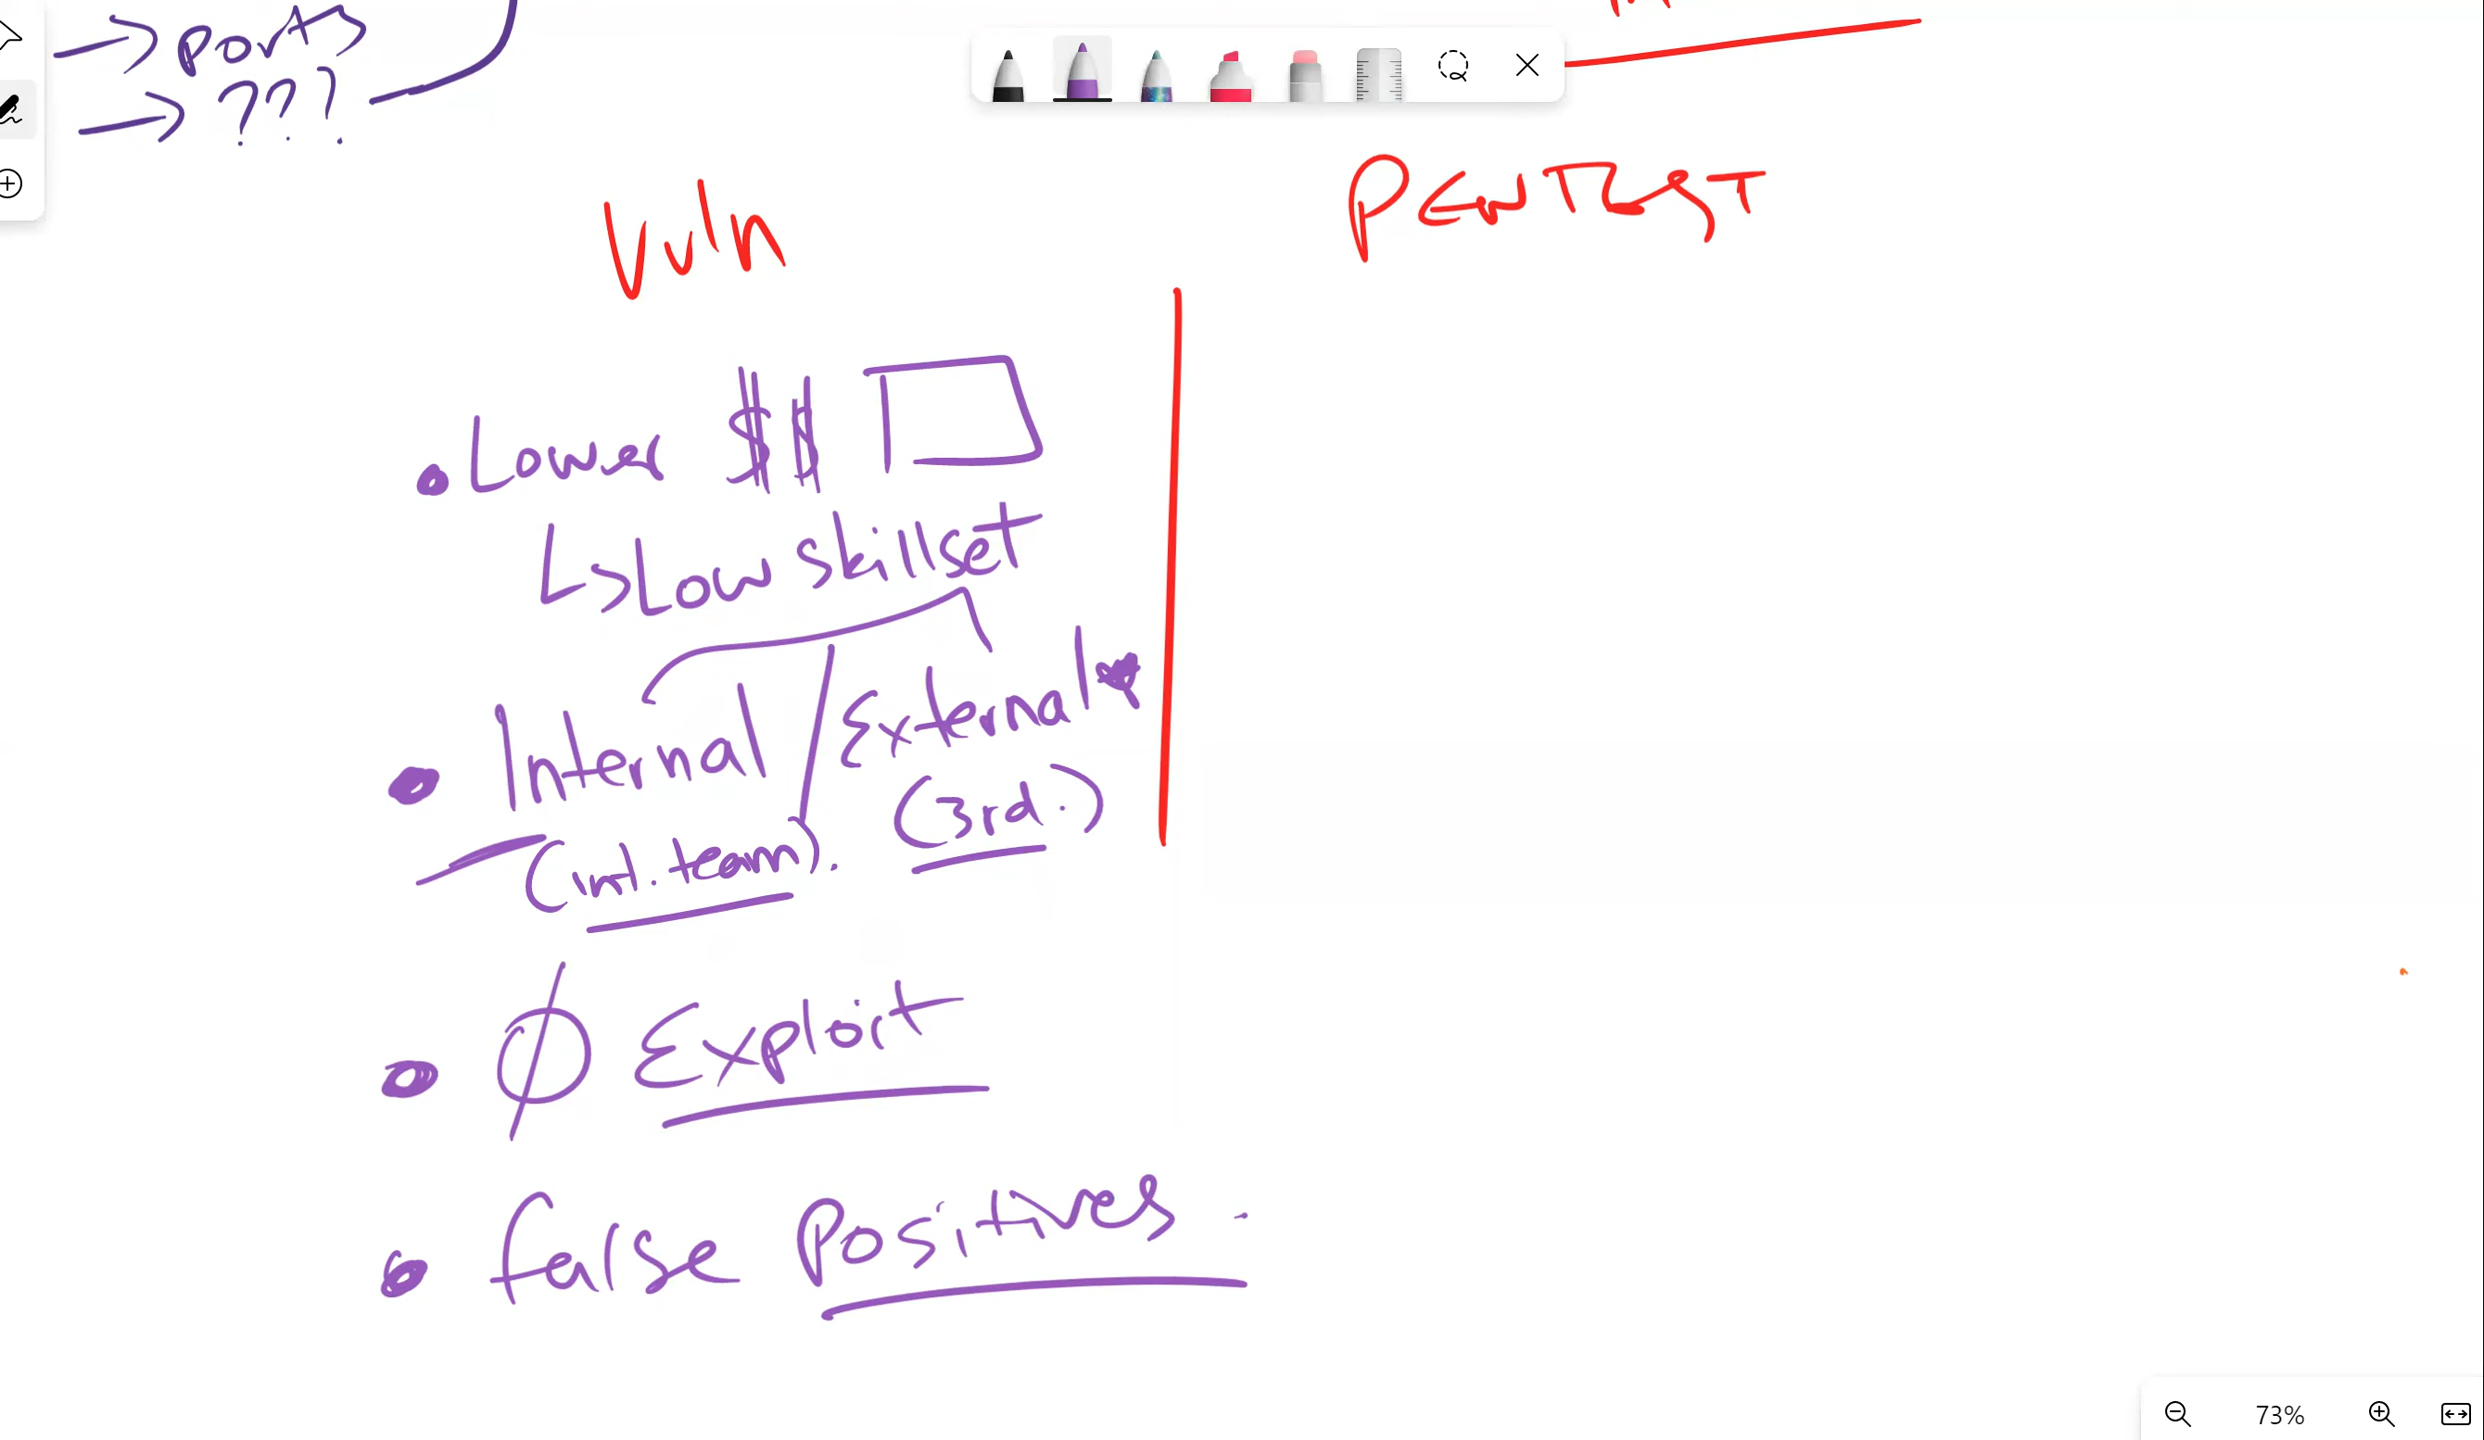 → ports
→ ???
Vuln
PENTEST
• Lower $$
↳ Low skillset
• Internal / External *
(int. team). (3rd.)
• Ø Exploit
• false Positives .
73%